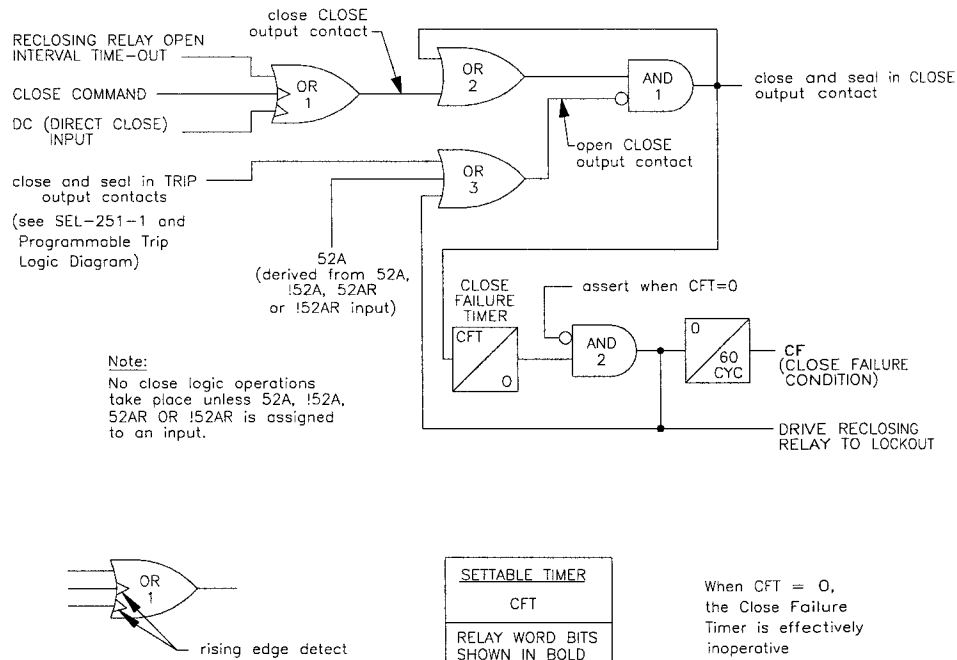 close CLOSE
output contact
RECLOSING RELAY OPEN
INTERVAL TIME-OUT
CLOSE COMMAND
DC (DIRECT CLOSE)
INPUT
OR
1
OR
2
AND
1
close and seal in CLOSE
output contact
open CLOSE
output contact
close and seal in TRIP
output contacts
(see SEL-251-1 and
Programmable Trip
Logic Diagram)
OR
3
52A
(derived from 52A,
!52A, 52AR
or !52AR input)
CLOSE
FAILURE
TIMER
CFT
0
assert when CFT=0
AND
2
0
60
CYC
CF
(CLOSE FAILURE
CONDITION)
DRIVE RECLOSING
RELAY TO LOCKOUT
Note:
No close logic operations
take place unless 52A, !52A,
52AR OR !52AR is assigned
to an input.
OR
1
rising edge detect
SETTABLE TIMER
CFT
RELAY WORD BITS
SHOWN IN BOLD
When CFT = 0,
the Close Failure
Timer is effectively
inoperative